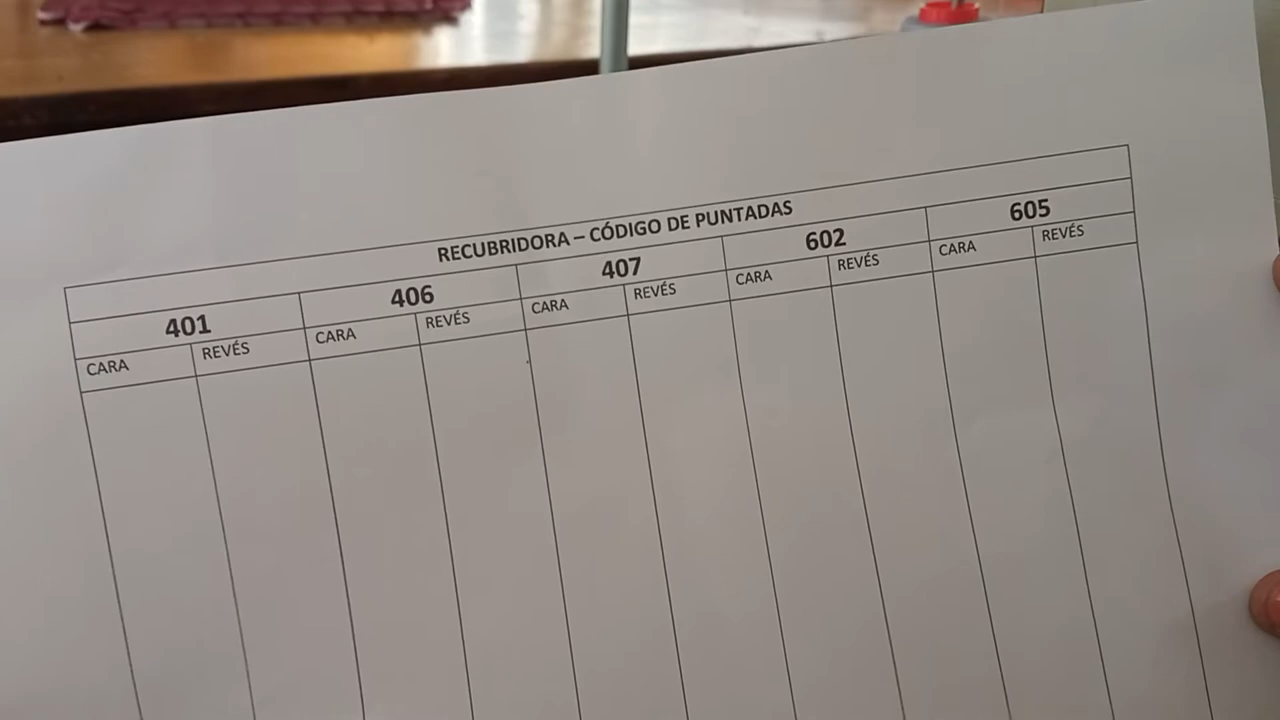 RECUBRIDORA – CÓDIGO DE PUNTADAS
401 406 407 602 605
CARA REVÉS CARA REVÉS CARA REVÉS CARA REVÉS CARA REVÉS